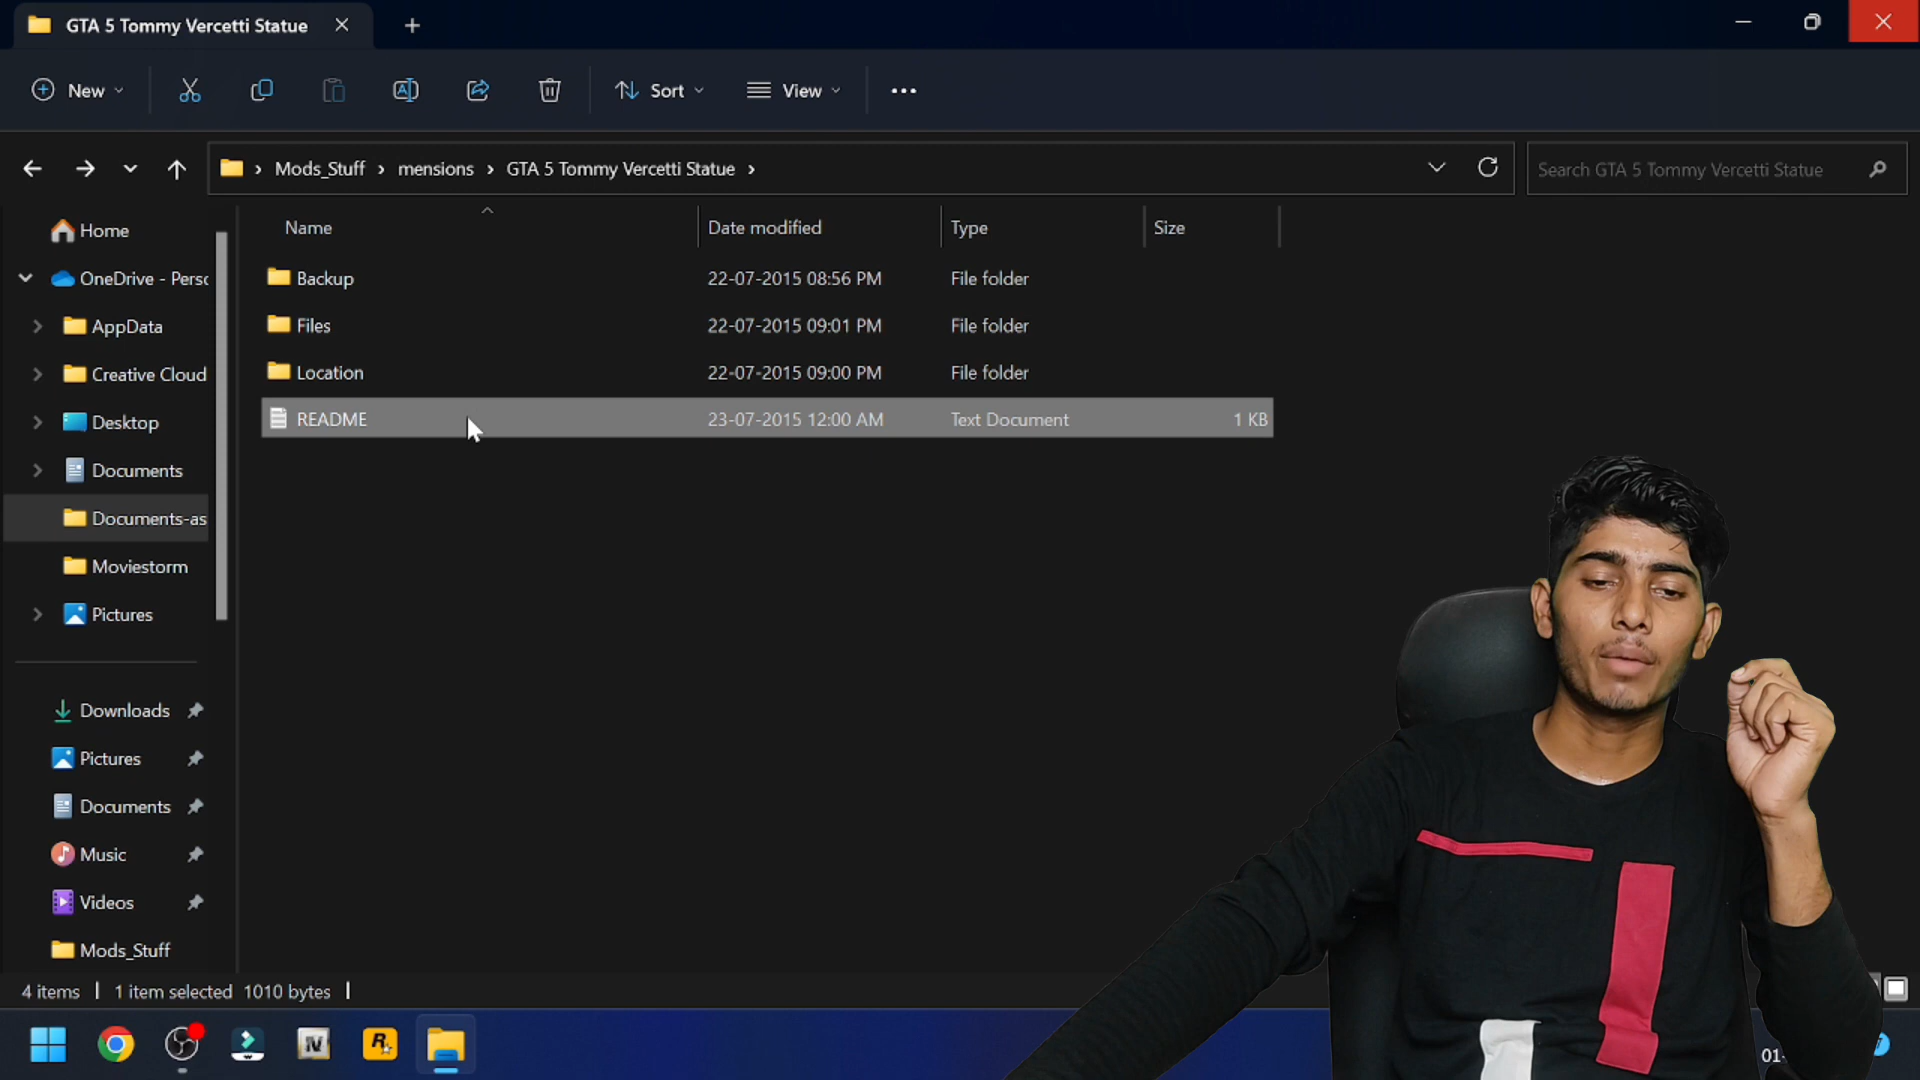 GTA 5 Tommy Vercetti Statue
New
Sort
View
Mods_Stuff > mensions > GTA 5 Tommy Vercetti Statue >
Search GTA 5 Tommy Vercetti Statue
Name Date modified Type Size
Backup 22-07-2015 08:56 PM File folder
Files 22-07-2015 09:01 PM File folder
Location 22-07-2015 09:00 PM File folder
README 23-07-2015 12:00 AM Text Document 1 KB
Home
OneDrive - Perso
AppData
Creative Cloud
Desktop
Documents
Documents-as
Moviestorm
Pictures
Downloads
Pictures
Documents
Music
Videos
Mods_Stuff
4 items | 1 item selected 1010 bytes |
IV
R
01-